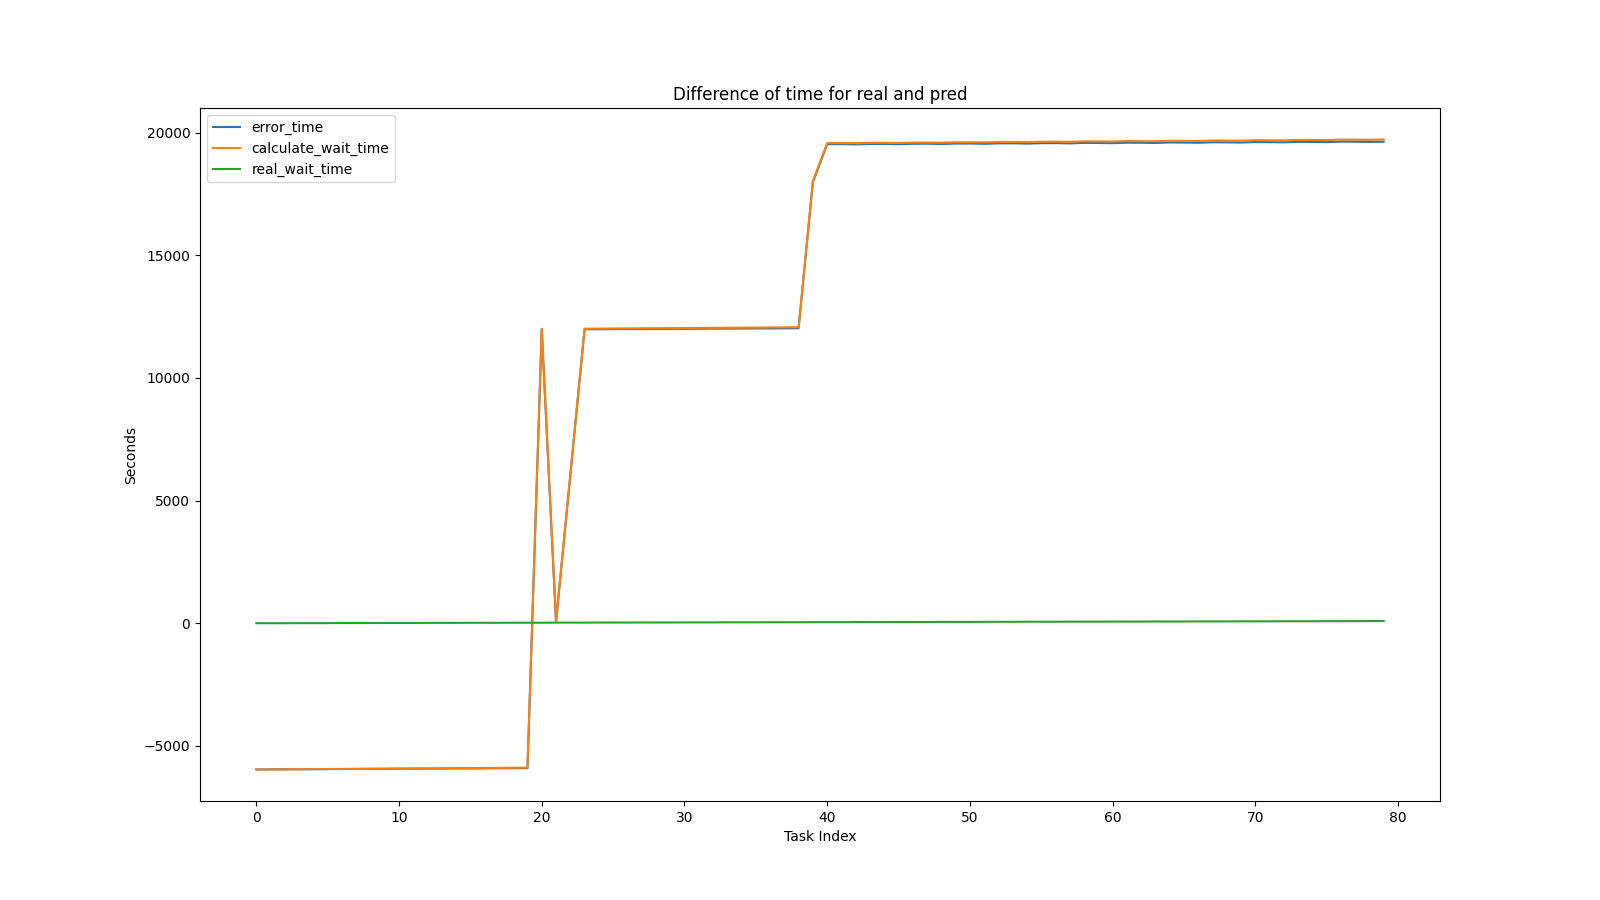 Difference of time for real and pred
error_time
calculate_wait_time
real_wait_time
20000
15000
10000
5000
0
−5000
Seconds
0 10 20 30 40 50 60 70 80
Task Index